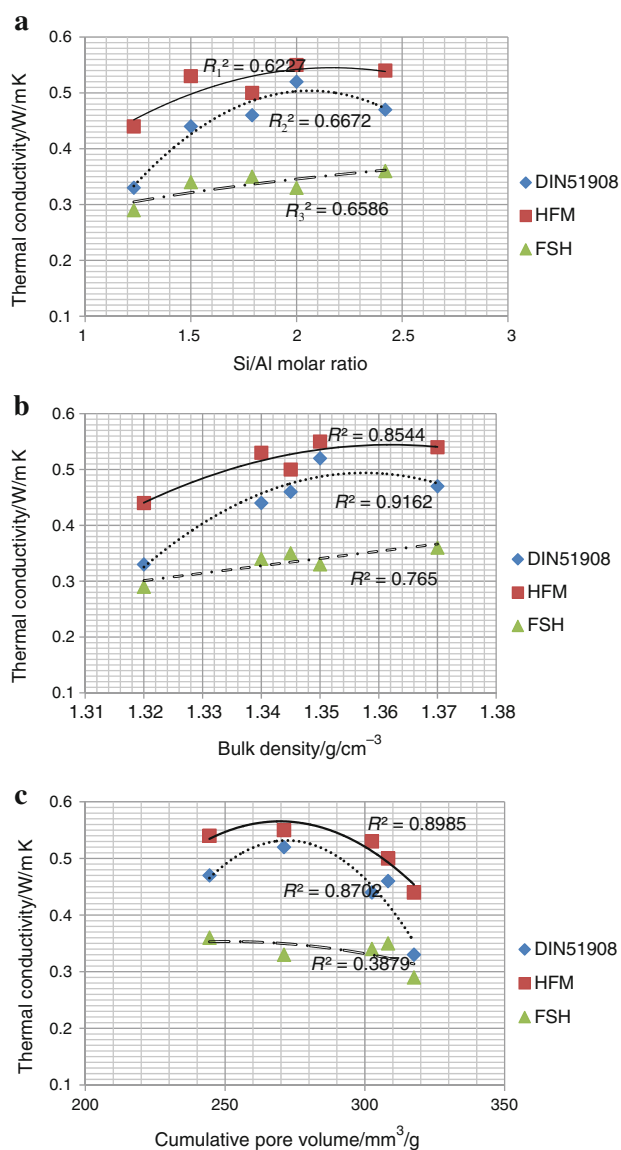 a
Thermal conductivity/W/mK
0.6
0.5
0.4
0.3
0.2
0.1
R₁² = 0.6227
R₂² = 0.6672
R₃² = 0.6586
DIN51908
HFM
FSH
1
1.5
2
2.5
3
Si/Al molar ratio
b
Thermal conductivity/W/mK
0.6
0.5
0.4
0.3
0.2
0.1
R² = 0.8544
R² = 0.9162
R² = 0.765
DIN51908
HFM
FSH
1.31
1.32
1.33
1.34
1.35
1.36
1.37
1.38
Bulk density/g/cm⁻³
c
Thermal conductivity/W/mK
0.6
0.5
0.4
0.3
0.2
0.1
R² = 0.8985
R² = 0.8702
R² = 0.3879
DIN51908
HFM
FSH
200
250
300
350
Cumulative pore volume/mm³/g